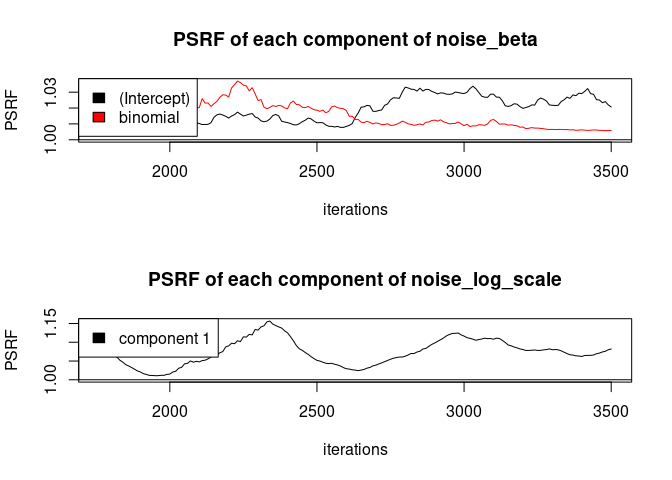 PSRF of each component of noise_beta
PSRF
1.00 1.03
(Intercept)
binomial
2000 2500 3000 3500
iterations
PSRF of each component of noise_log_scale
PSRF
1.00 1.15
component 1
2000 2500 3000 3500
iterations